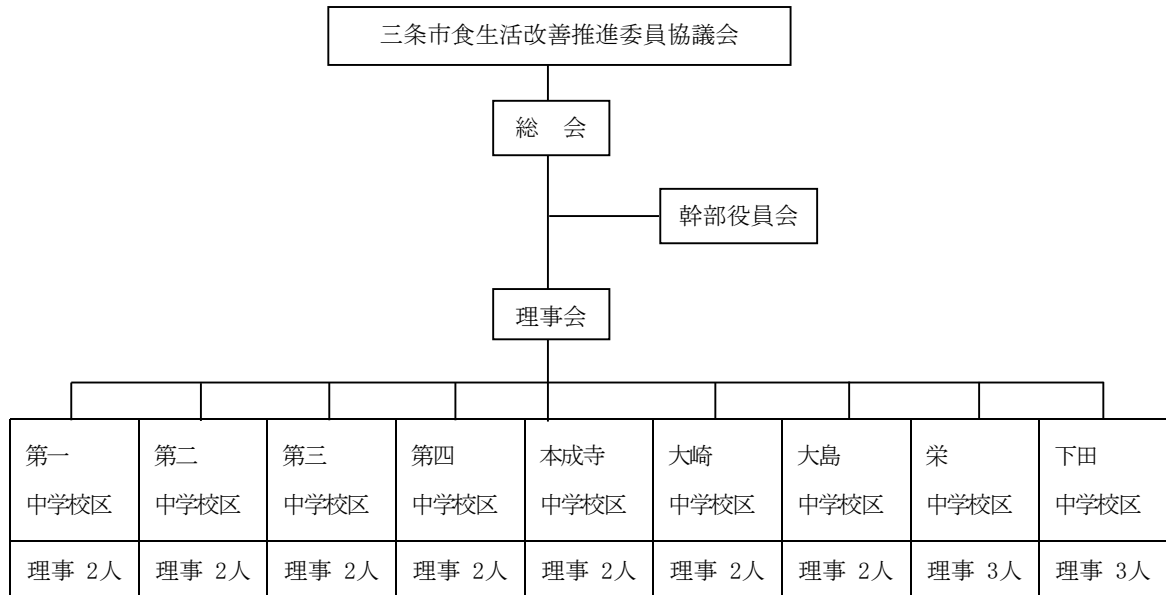 三条市食生活改善推進委員協議会
総　会
幹部役員会
理事会
第一
中学校区
理事 2人
第二
中学校区
理事 2人
第三
中学校区
理事 2人
第四
中学校区
理事 2人
本成寺
中学校区
理事 2人
大崎
中学校区
理事 2人
大島
中学校区
理事 2人
栄
中学校区
理事 3人
下田
中学校区
理事 3人